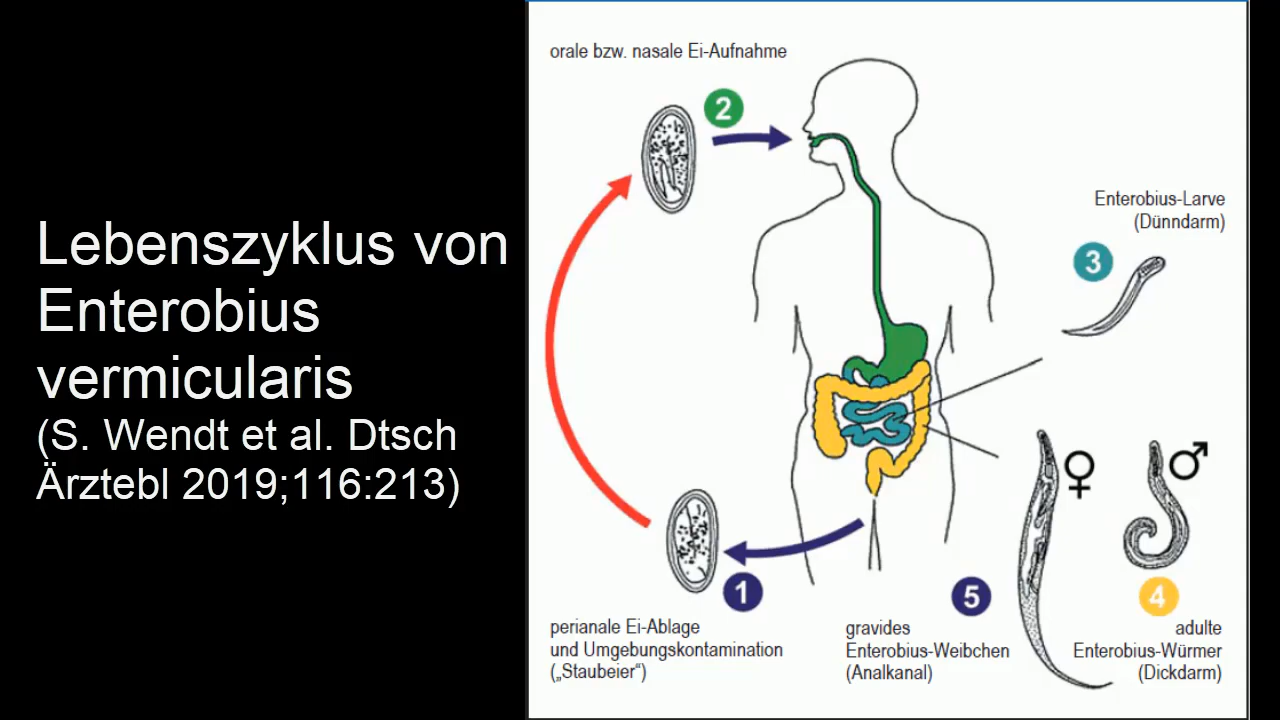 Lebenszyklus von
Enterobius
vermicularis
(S. Wendt et al. Dtsch
Ärztebl 2019;116:213)
orale bzw. nasale Ei-Aufnahme
2
Enterobius-Larve
(Dünndarm)
3
♀
♂
1
perianale Ei-Ablage
und Umgebungskontamination
(„Staubeier“)
5
gravides
Enterobius-Weibchen
(Analkanal)
4
adulte
Enterobius-Würmer
(Dickdarm)